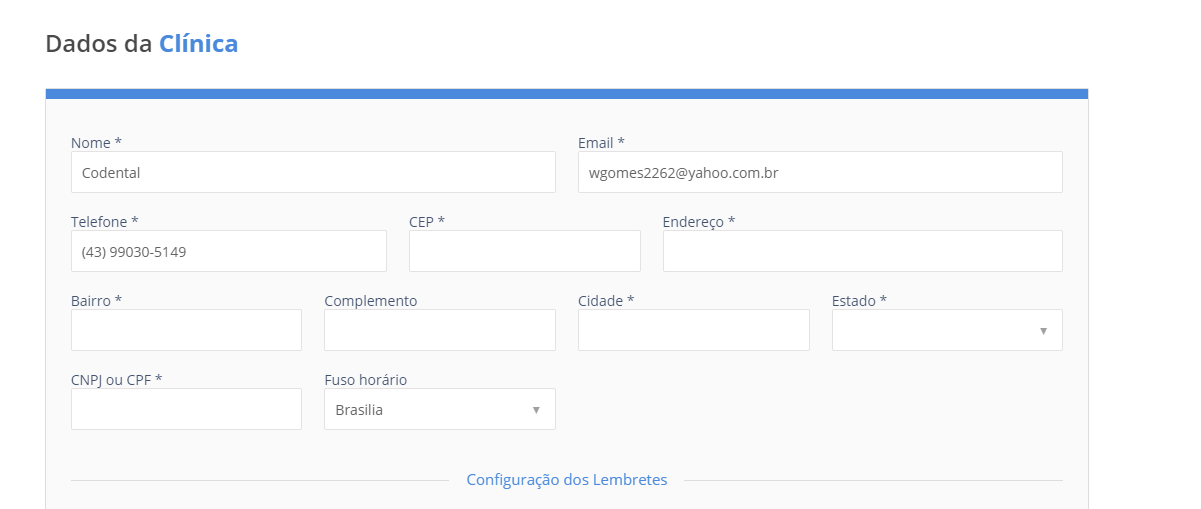 Dados da Clínica
Nome * Email *
Codental wgomes2262@yahoo.com.br
Telefone * CEP * Endereço *
(43) 99030-5149
Bairro * Complemento Cidade * Estado *
CNPJ ou CPF * Fuso horário
Brasilia
Configuração dos Lembretes